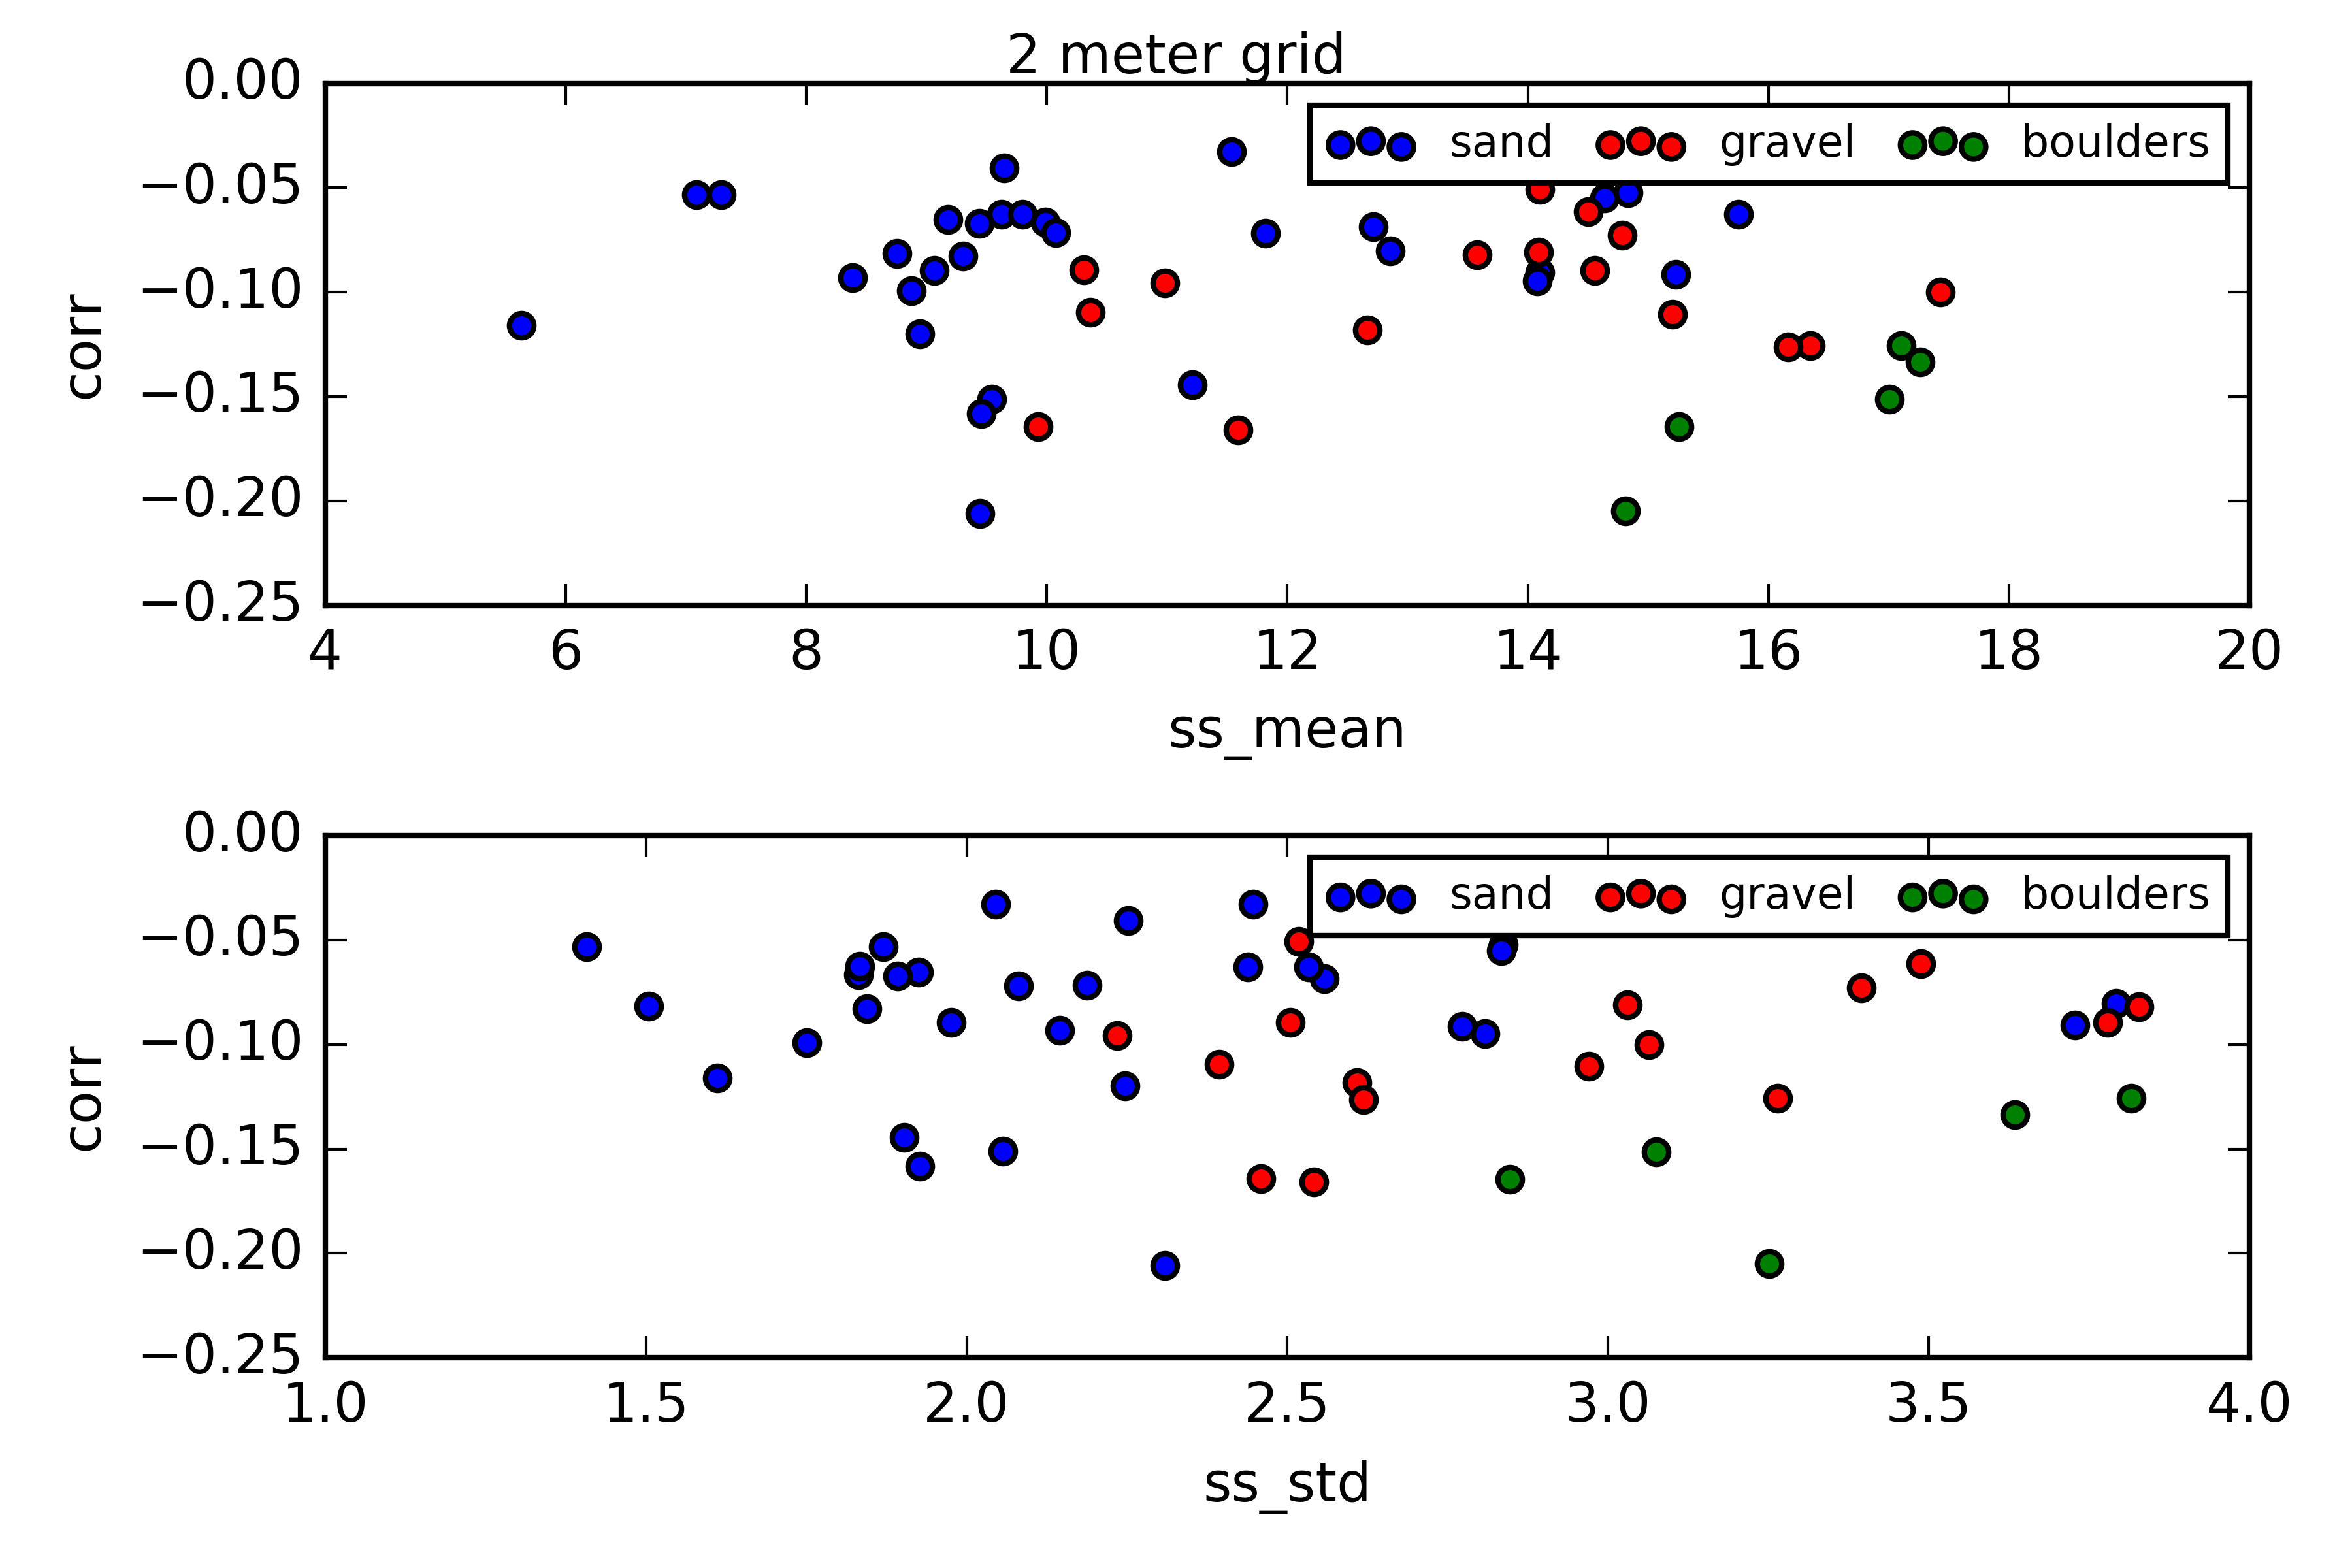 2 meter grid
0.00
−0.05
−0.10
−0.15
−0.20
−0.25
corr
sand gravel boulders
4 6 8 10 12 14 16 18 20
ss_mean
0.00
−0.05
−0.10
−0.15
−0.20
−0.25
corr
sand gravel boulders
1.0 1.5 2.0 2.5 3.0 3.5 4.0
ss_std